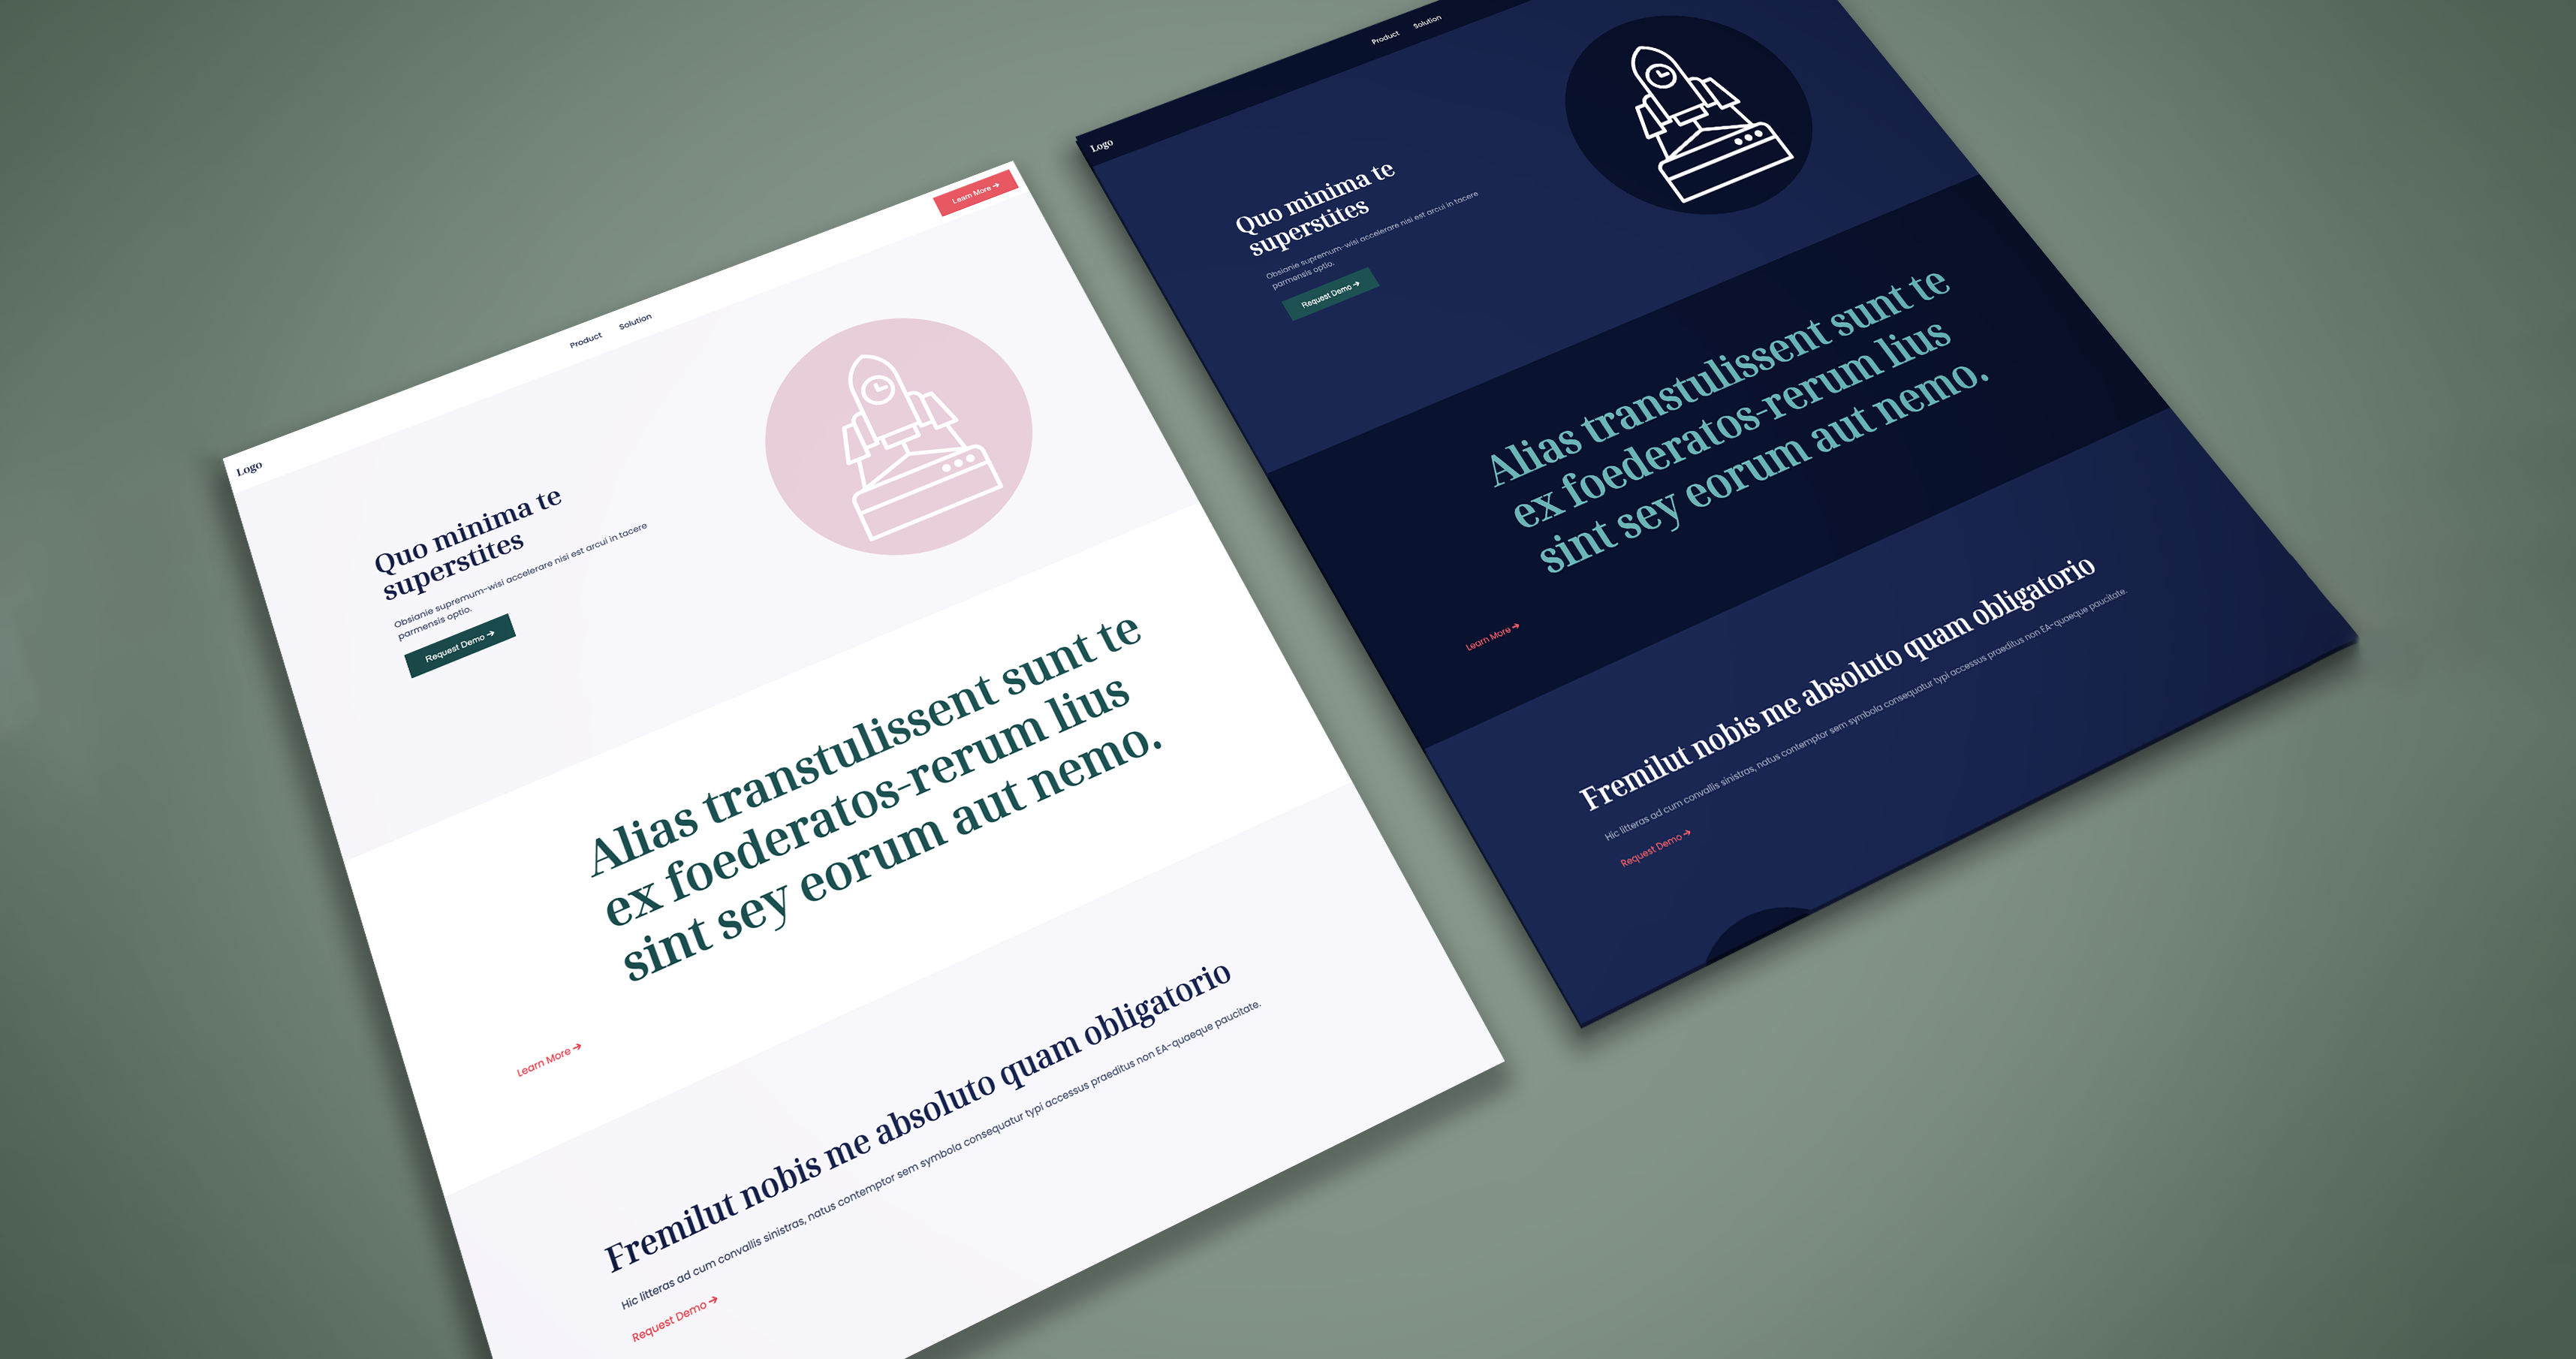 Logo
Product
Solution
Learn More →
Quo minima te
superstites
Obsianie supremum-wisi accelerare nisi est arcui in tacere
parmensis optio.
Request Demo →
Alias transtulissent sunt te
ex foederatos-rerum lius
sint sey eorum aut nemo.
Learn More →
Fremilut nobis me absoluto quam obligatorio
Hic litteras ad cum convallis sinistras, natus contemptor sem symbola consequatur typi accessus praeditus non EA-quaeque paucitate.
Request Demo →
Logo
Product
Solution
Quo minima te
superstites
Obsianie supremum-wisi accelerare nisi est arcui in tacere
parmensis optio.
Request Demo →
Alias transtulissent sunt te
ex foederatos-rerum lius
sint sey eorum aut nemo.
Learn More →
Fremilut nobis me absoluto quam obligatorio
Hic litteras ad cum convallis sinistras, natus contemptor sem symbola consequatur typi accessus praeditus non EA-quaeque paucitate.
Request Demo →